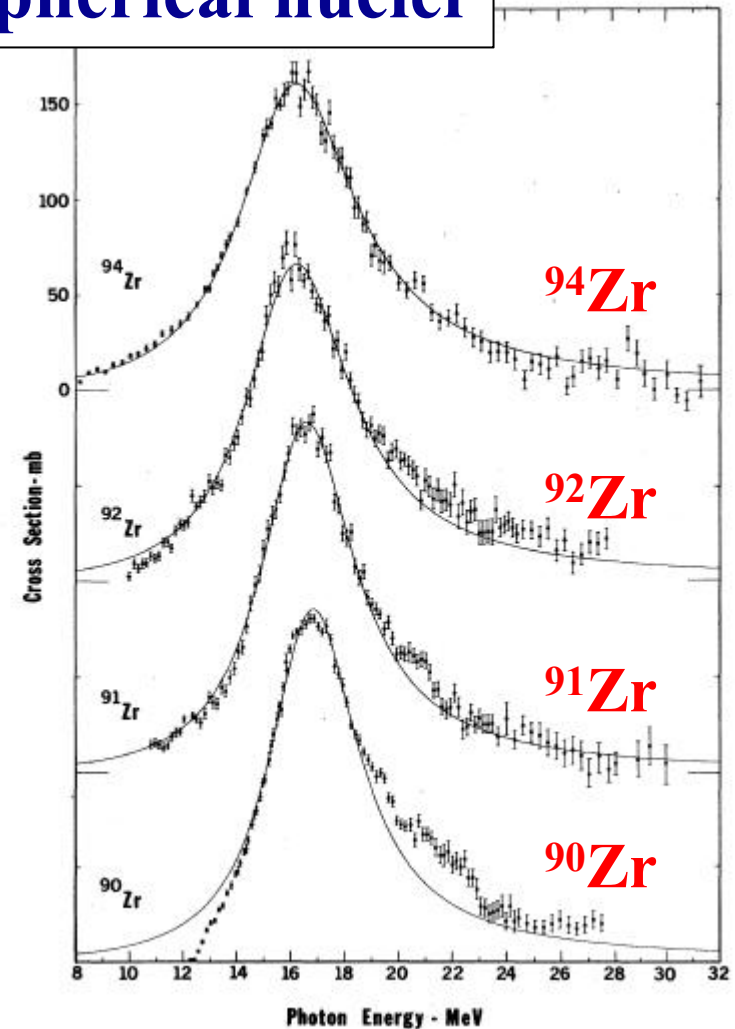 pherical nuclei
150
100
50
0
Cross Section-mb
⁹⁴Zr
⁹⁴Zr
⁹²Zr
⁹²Zr
⁹¹Zr
⁹¹Zr
⁹⁰Zr
⁹⁰Zr
8 10 12 14 16 18 20 22 24 26 28 30 32
Photon Energy - MeV